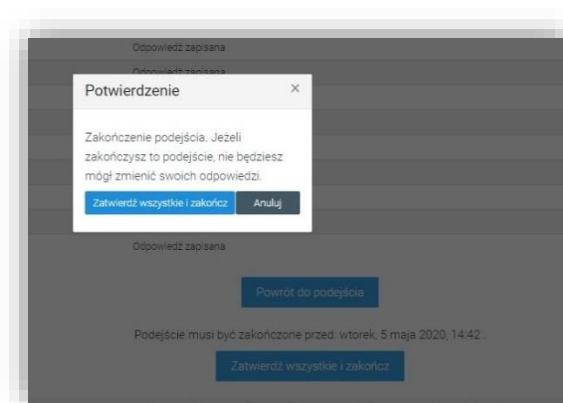 Odpowiedź zapisana
Odpowiedź zapisana
Potwierdzenie ×
Zakończenie podejścia. Jeżeli
zakończysz to podejście, nie będziesz
mógł zmienić swoich odpowiedzi.
Zatwierdź wszystkie i zakończ Anuluj
Odpowiedź zapisana
Powrót do podejścia
Podejście musi być zakończone przed: wtorek, 5 maja 2020, 14:42 .
Zatwierdź wszystkie i zakończ